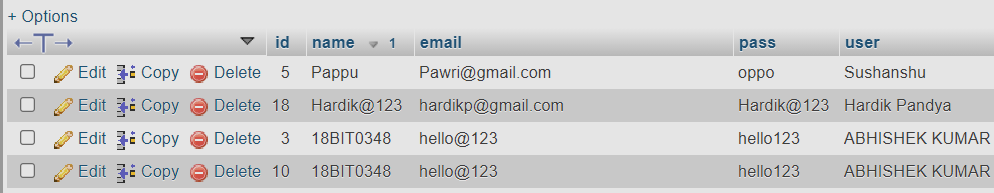 + Options
id name 1 email pass user
Edit Copy Delete 5 Pappu Pawri@gmail.com oppo Sushanshu
Edit Copy Delete 18 Hardik@123 hardikp@gmail.com Hardik@123 Hardik Pandya
Edit Copy Delete 3 18BIT0348 hello@123 hello123 ABHISHEK KUMAR
Edit Copy Delete 10 18BIT0348 hello@123 hello123 ABHISHEK KUMAR